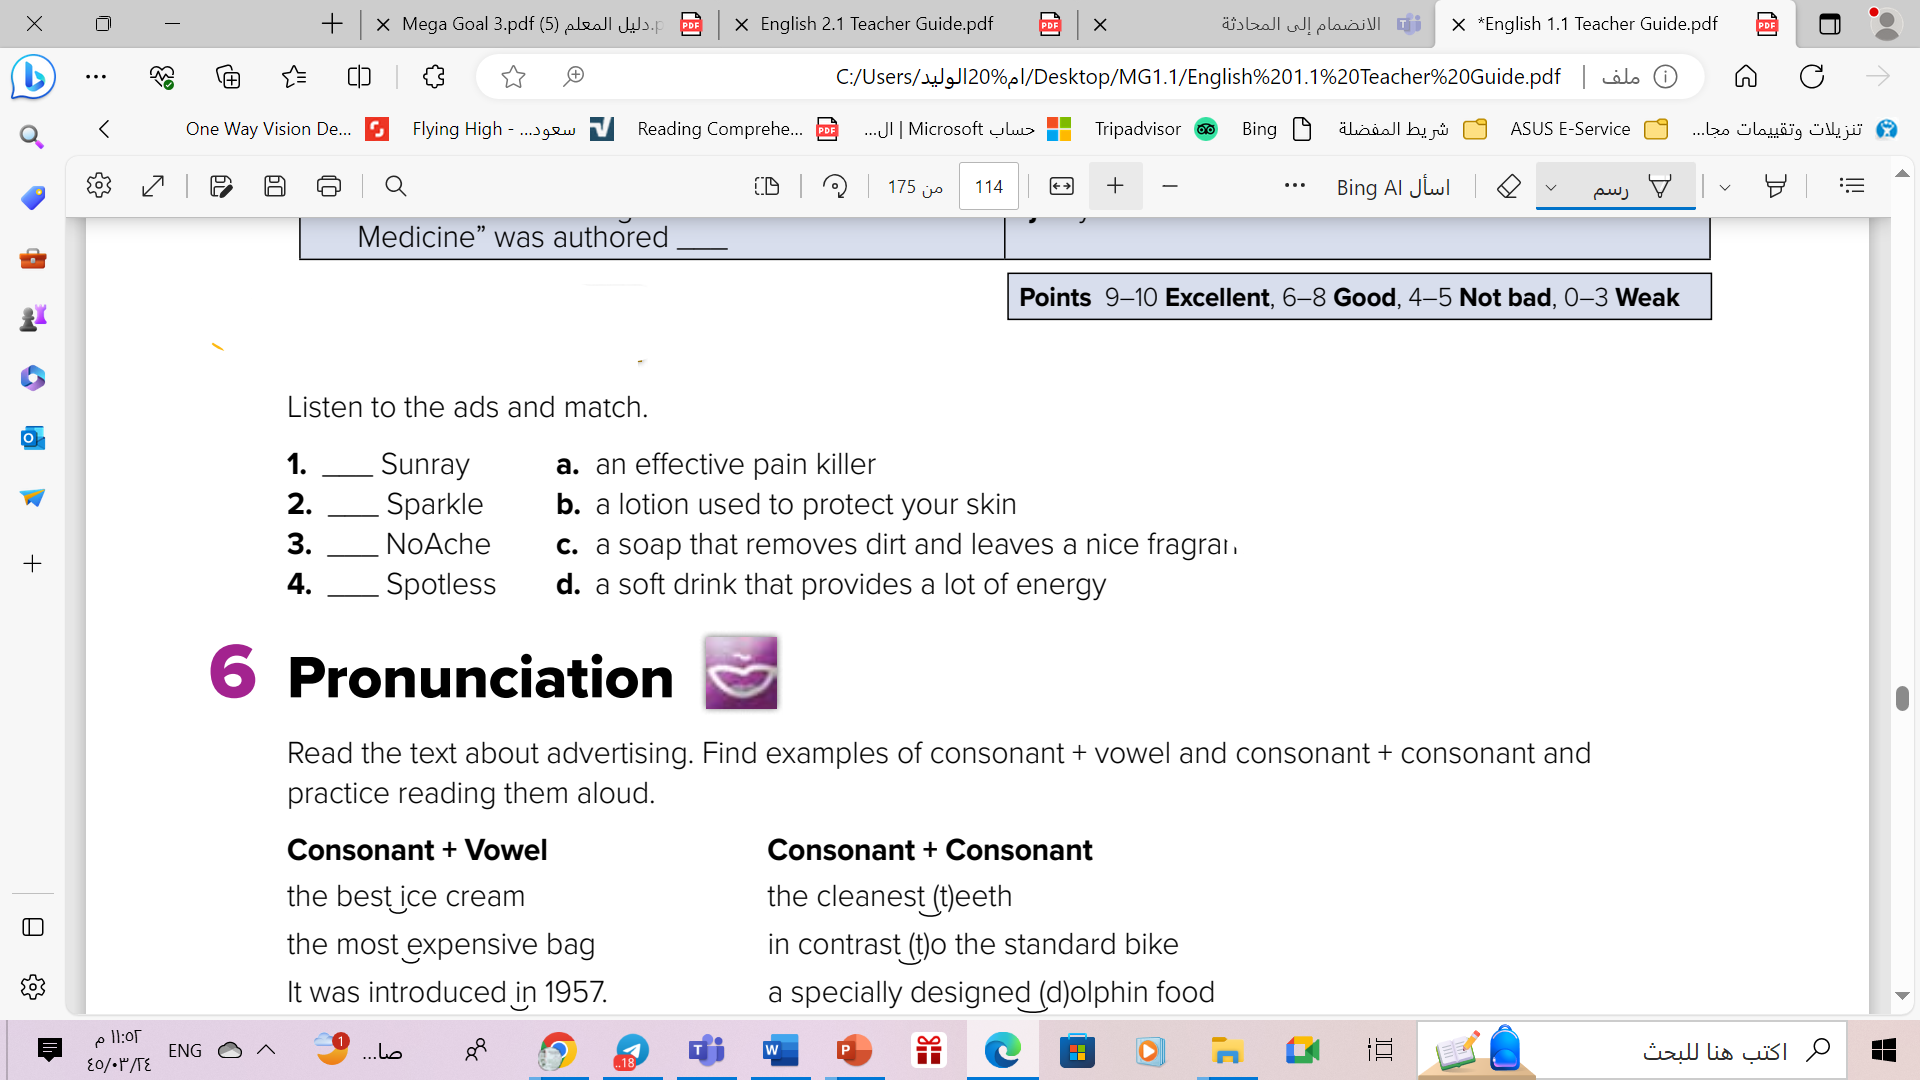 Mega Goal 3.pdf (5) دليل المعلم.p
English 2.1 Teacher Guide.pdf
الانضمام إلى المحادثة
*English 1.1 Teacher Guide.pdf
C:/Users/ام%20الوليد/Desktop/MG1.1/English%201.1%20Teacher%20Guide.pdf
ملف
One Way Vision De...
Flying High - سعود...
Reading Comprehe...
حساب Microsoft | ال...
Tripadvisor
Bing
شريط المفضلة
ASUS E-Service
تنزيلات وتقييمات مجا...
من 175
114
اسأل Bing AI
رسم
Medicine” was authored ___
Points 9–10 Excellent, 6–8 Good, 4–5 Not bad, 0–3 Weak
Listen to the ads and match.
1. ___ Sunray a. an effective pain killer
2. ___ Sparkle b. a lotion used to protect your skin
3. ___ NoAche c. a soap that removes dirt and leaves a nice fragran
4. ___ Spotless d. a soft drink that provides a lot of energy
6 Pronunciation
Read the text about advertising. Find examples of consonant + vowel and consonant + consonant and
practice reading them aloud.
Consonant + Vowel Consonant + Consonant
the best ice cream the cleanest (t)eeth
the most expensive bag in contrast (t)o the standard bike
It was introduced in 1957. a specially designed (d)olphin food
١١:٥٢ م
٤٥/٠٣/٢٤
ENG
1
صا...
..18
اكتب هنا للبحث